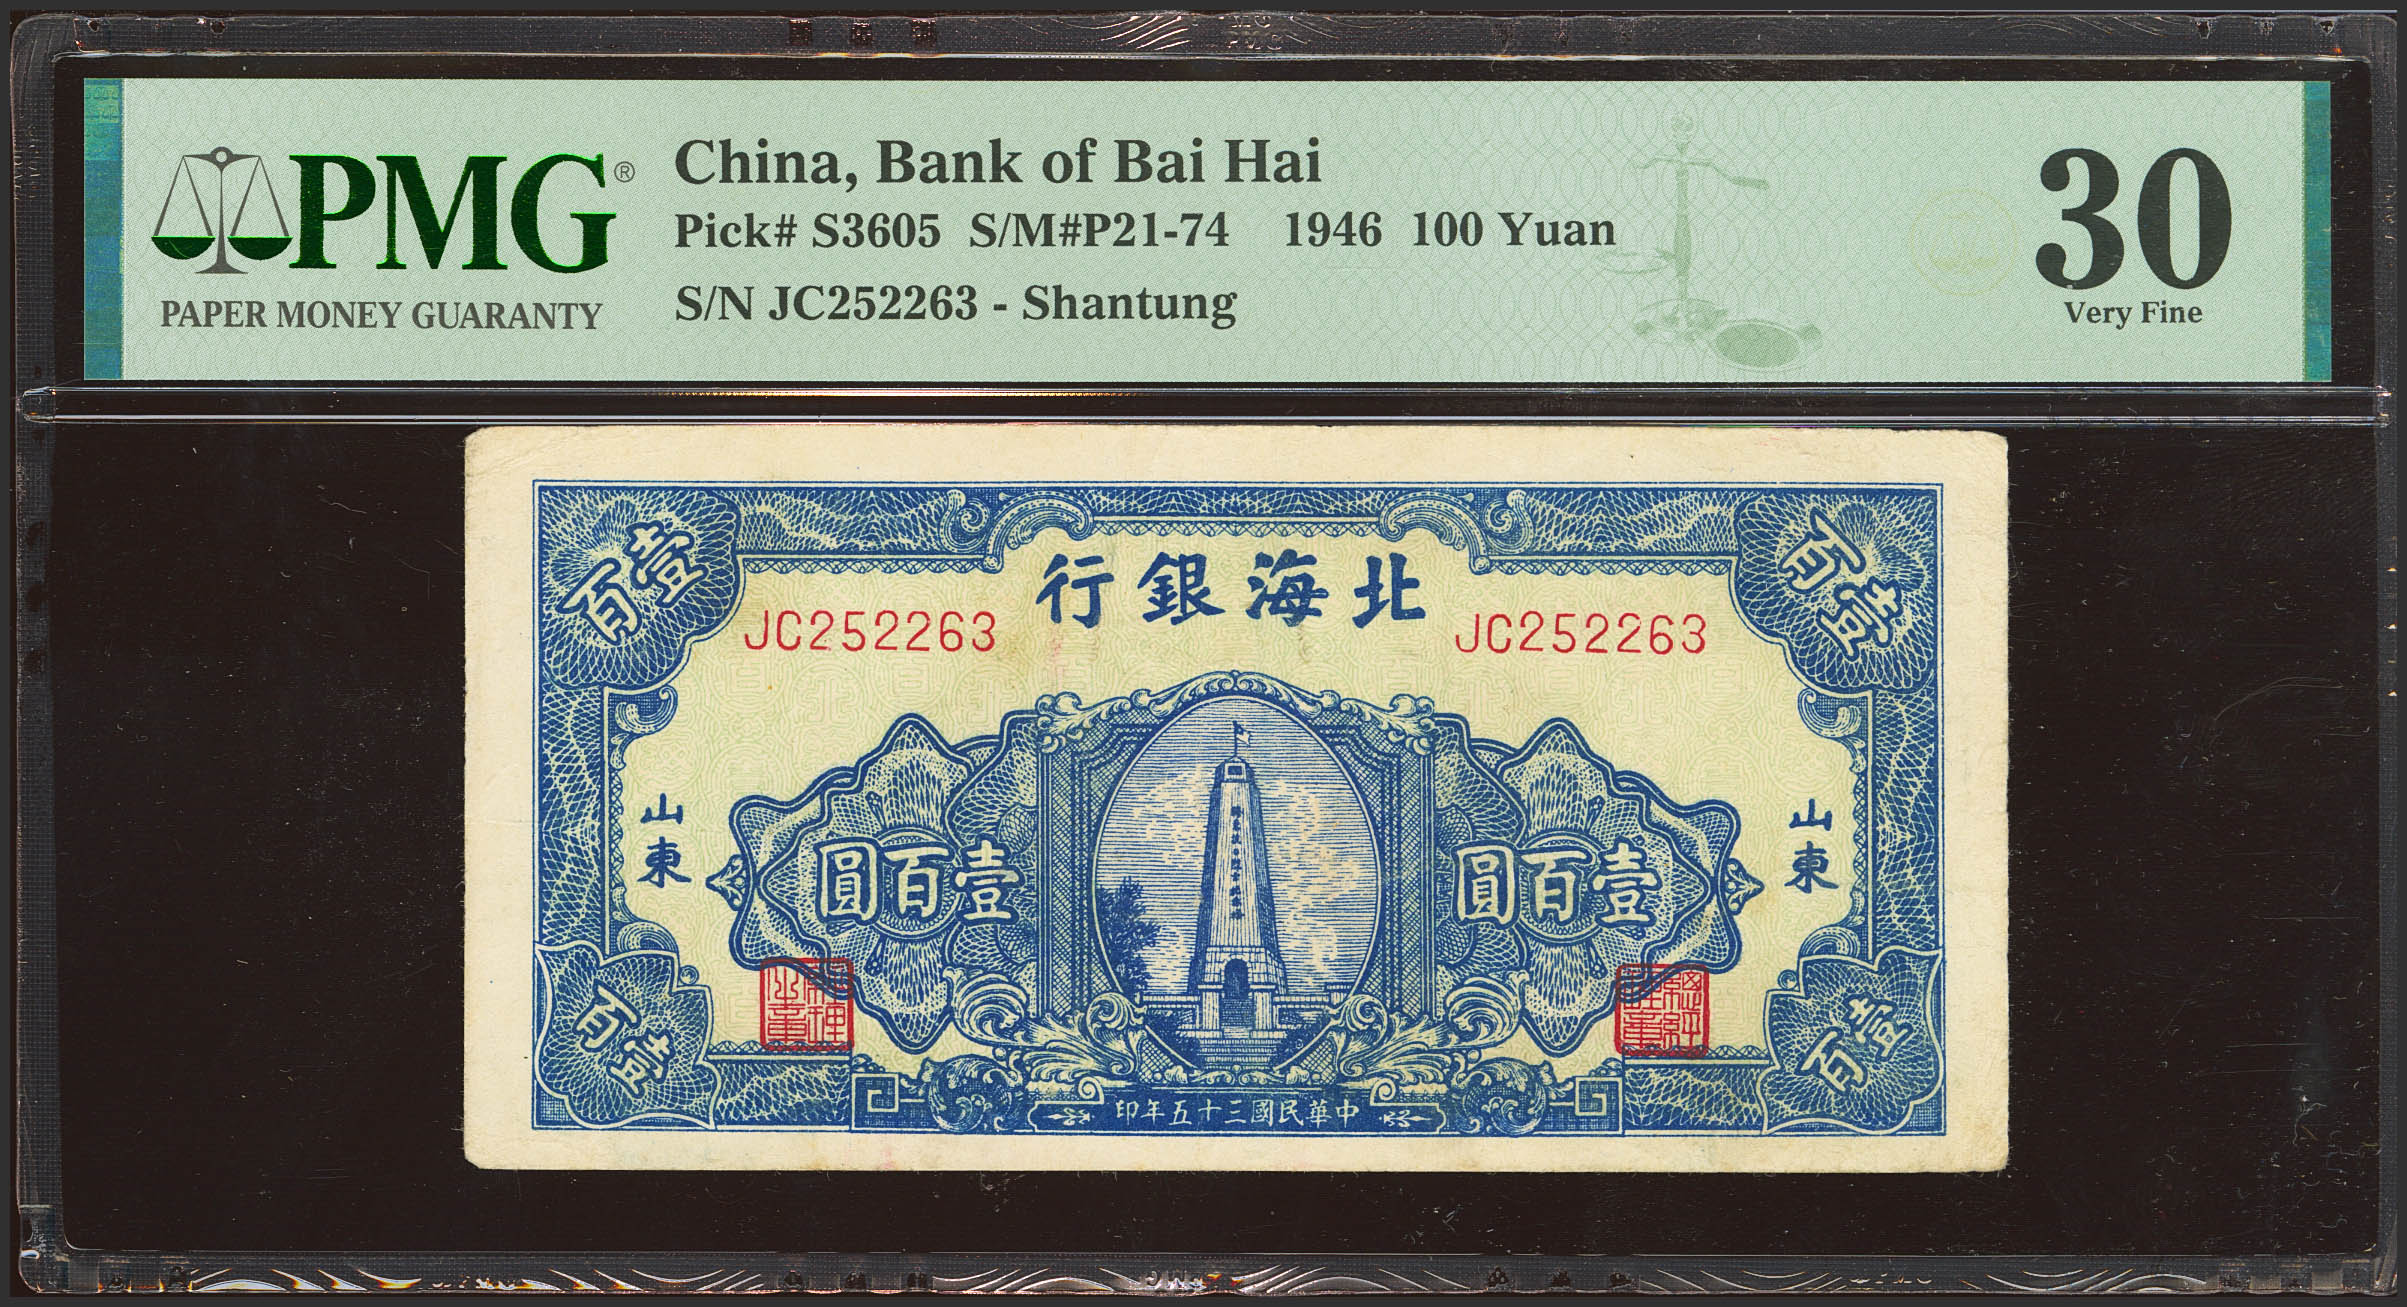 PMG®
PAPER MONEY GUARANTY
China, Bank of Bai Hai
Pick# S3605 S/M#P21-74 1946 100 Yuan
S/N JC252263 - Shantung
30
Very Fine
壹百
壹百
北海銀行
JC252263
JC252263
山東
山東
壹百圓
壹百圓
壹百
壹百
中華民國三十五年印